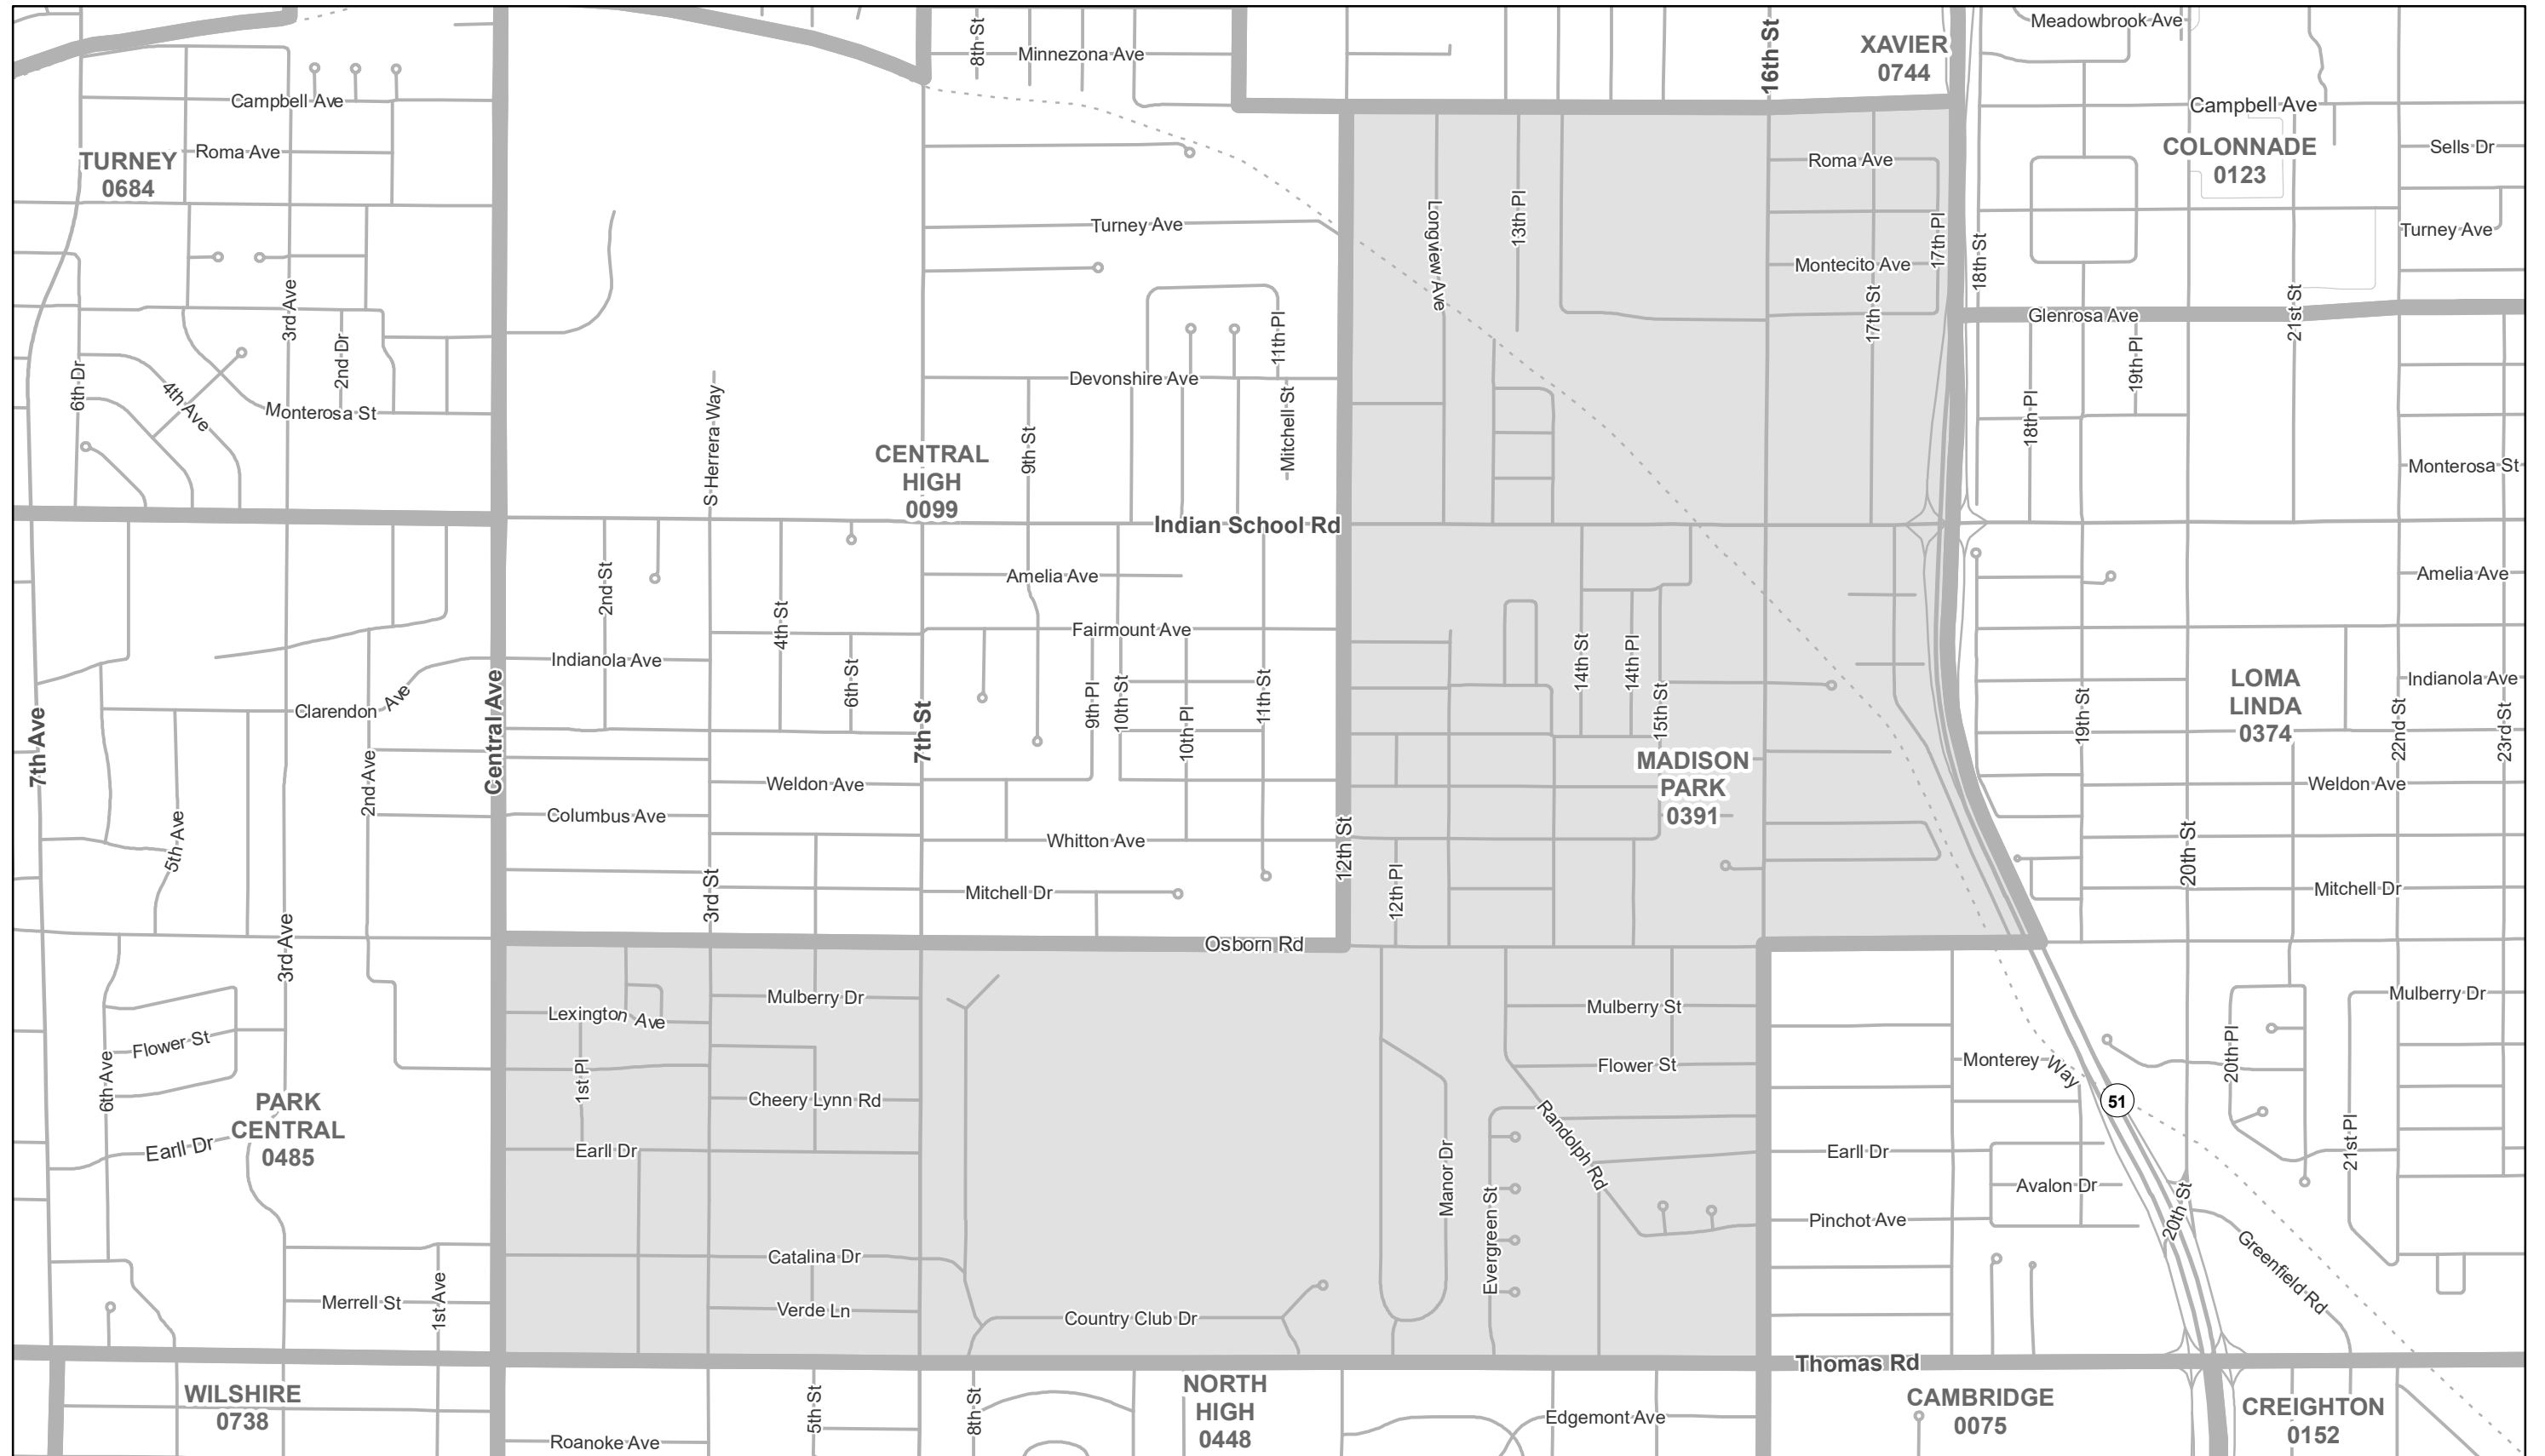 Meadowbrook Ave
8th St
Minnezona Ave
16th St
XAVIER
0744
Campbell Ave
Campbell Ave
TURNEY
0684
Roma Ave
Roma Ave
COLONNADE
0123
Sells Dr
Turney Ave
Longview Ave
13th Pl
17th Pl
18th St
Turney Ave
Montecito Ave
3rd Ave
2nd Dr
11th Pl
17th St
21st St
Glenrosa Ave
6th Dr
4th Ave
Monterosa St
S Herrera Way
Devonshire Ave
Mitchell St
19th Pl
18th Pl
CENTRAL
HIGH
0099
9th St
Monterosa St
Indian School Rd
2nd St
Amelia Ave
Amelia Ave
4th St
Fairmount Ave
Indianola Ave
6th St
9th Pl
10th St
10th Pl
11th St
14th St
14th Pl
15th St
LOMA
LINDA
0374
Indianola Ave
19th St
22nd St
23rd St
7th Ave
Clarendon Ave
Central Ave
7th St
2nd Ave
Weldon Ave
MADISON
PARK
0391
Weldon Ave
5th Ave
Columbus Ave
Whitton Ave
12th St
20th St
3rd St
Mitchell Dr
12th Pl
Mitchell Dr
3rd Ave
Osborn Rd
Mulberry Dr
Mulberry St
Mulberry Dr
Lexington Ave
Flower St
6th Ave
1st Pl
Flower St
Monterey Way
20th Pl
PARK
CENTRAL
0485
Cheery Lynn Rd
Randolph Rd
51
Earll Dr
Earll Dr
Manor Dr
Earll Dr
21st Pl
Evergreen St
Avalon Dr
20th St
Pinchot Ave
Catalina Dr
Greenfield Rd
Merrell St
1st Ave
Verde Ln
Country Club Dr
Thomas Rd
WILSHIRE
0738
5th St
8th St
NORTH
HIGH
0448
Edgemont Ave
CAMBRIDGE
0075
CREIGHTON
0152
Roanoke Ave